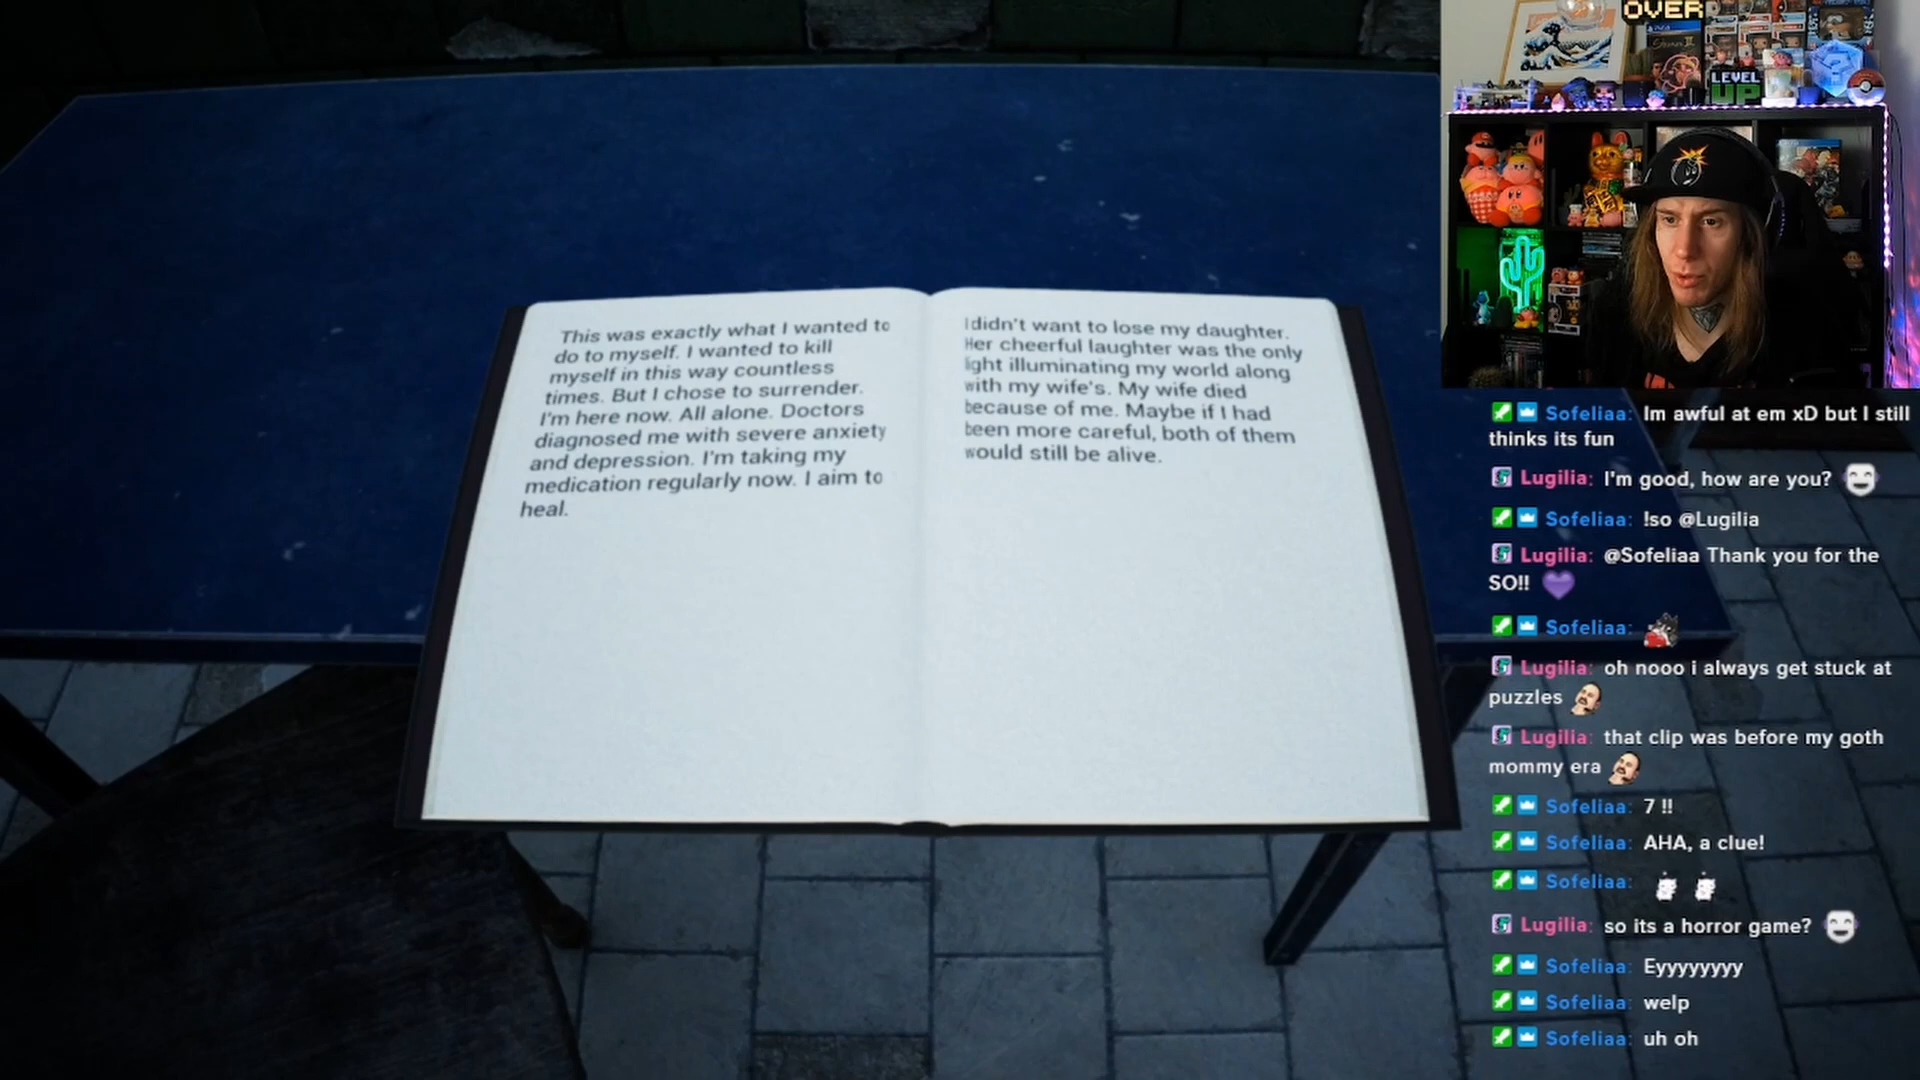 This was exactly what I wanted to
do to myself. I wanted to kill
myself in this way countless
times. But I chose to surrender.
I'm here now. All alone. Doctors
diagnosed me with severe anxiety
and depression. I'm taking my
medication regularly now. I aim to
heal.
I didn't want to lose my daughter.
Her cheerful laughter was the only
light illuminating my world along
with my wife's. My wife died
because of me. Maybe if I had
been more careful, both of them
would still be alive.
OVER
LEVEL
UP
Sofeliaa: Im awful at em xD but I still
thinks its fun
Lugilia: I'm good, how are you?
Sofeliaa: !so @Lugilia
Lugilia: @Sofeliaa Thank you for the
SO!!
Sofeliaa:
Lugilia: oh nooo i always get stuck at
puzzles
Lugilia: that clip was before my goth
mommy era
Sofeliaa: 7 !!
Sofeliaa: AHA, a clue!
Sofeliaa:
Lugilia: so its a horror game?
Sofeliaa: Eyyyyyyyy
Sofeliaa: welp
Sofeliaa: uh oh